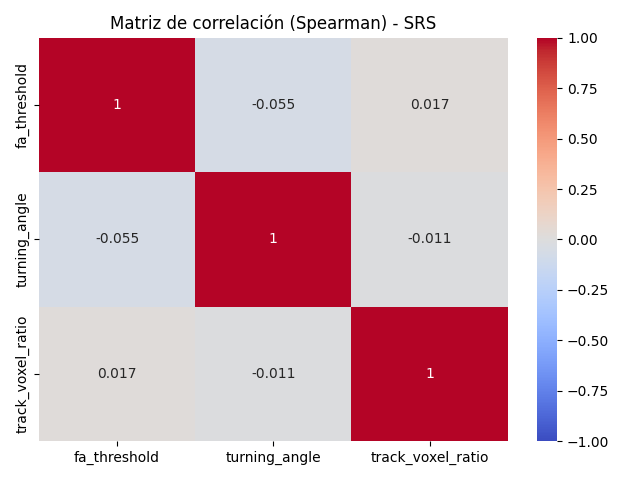 Matriz de correlación (Spearman) - SRS
fa_threshold
1
-0.055
0.017
turning_angle
-0.055
1
-0.011
track_voxel_ratio
0.017
-0.011
1
fa_threshold
turning_angle
track_voxel_ratio
1.00
0.75
0.50
0.25
0.00
−0.25
−0.50
−0.75
−1.00